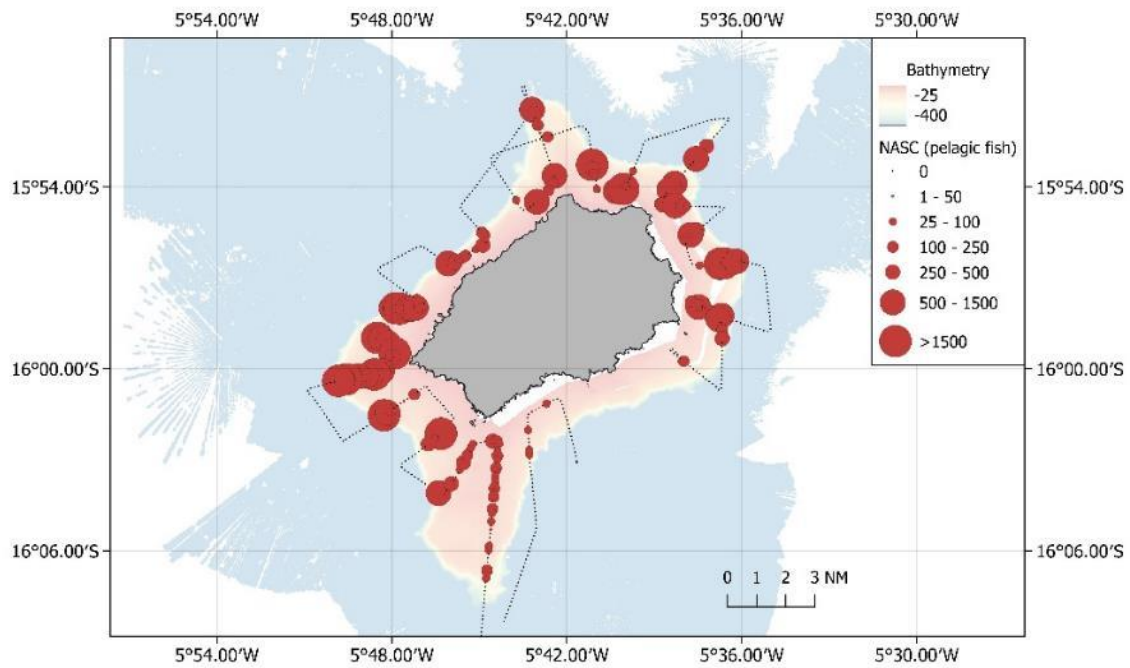 5°54.00'W 5°48.00'W 5°42.00'W 5°36.00'W 5°30.00'W
Bathymetry
-25
-400
NASC (pelagic fish)
0
1 - 50
25 - 100
100 - 250
250 - 500
500 - 1500
>1500
15°54.00'S 15°54.00'S
16°00.00'S 16°00.00'S
16°06.00'S 16°06.00'S
0 1 2 3 NM
5°54.00'W 5°48.00'W 5°42.00'W 5°36.00'W 5°30.00'W